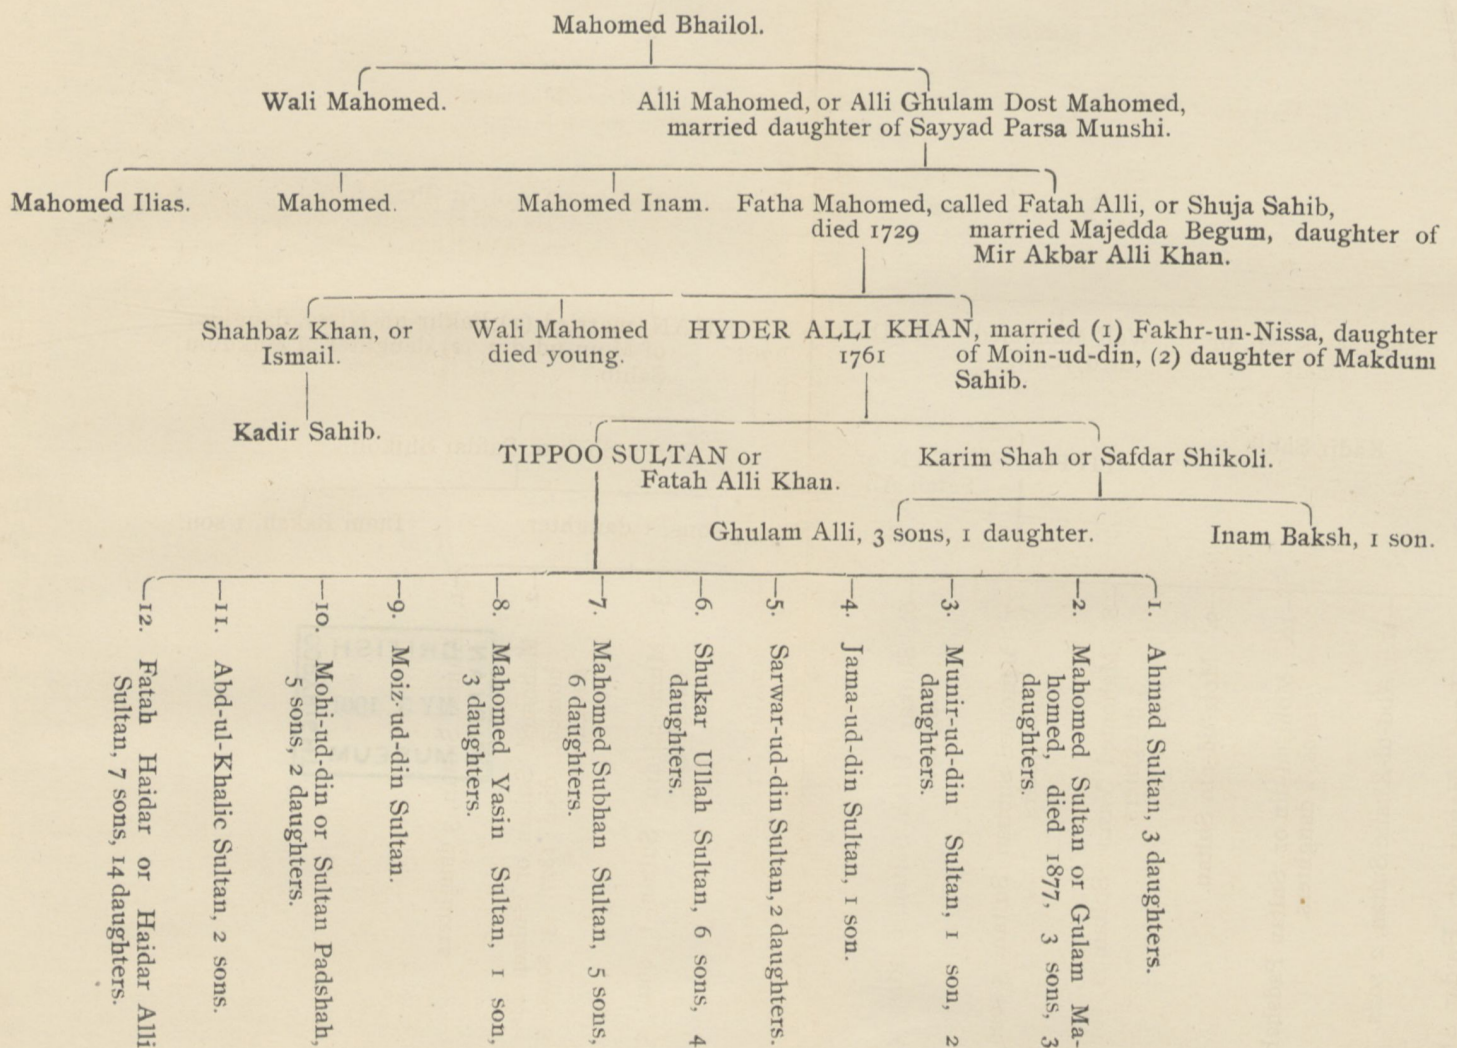 Mahomed Bhailol.
Wali Mahomed.
Alli Mahomed, or Alli Ghulam Dost Mahomed,
married daughter of Sayyad Parsa Munshi.
Mahomed Ilias.
Mahomed.
Mahomed Inam.
Fatha Mahomed, called Fatah Alli, or Shuja Sahib,
died 1729 married Majedda Begum, daughter of
Mir Akbar Alli Khan.
Shahbaz Khan, or
Ismail.
Wali Mahomed
died young.
HYDER ALLI KHAN, married (1) Fakhr-un-Nissa, daughter
1761 of Moin-ud-din, (2) daughter of Makdum
Sahib.
Kadir Sahib.
TIPPOO SULTAN or
Fatah Alli Khan.
Karim Shah or Safdar Shikoli.
Ghulam Alli, 3 sons, 1 daughter.
Inam Baksh, 1 son.
1. Ahmad Sultan, 3 daughters.
2. Mahomed Sultan or Gulam Ma-
homed, died 1877, 3 sons, 3
daughters.
3. Munir-ud-din Sultan, 1 son, 2
daughters.
4. Jama-ud-din Sultan, 1 son.
5. Sarwar-ud-din Sultan, 2 daughters.
6. Shukar Ullah Sultan, 6 sons, 4
daughters.
7. Mahomed Subhan Sultan, 5 sons,
6 daughters.
8. Mahomed Yasin Sultan, 1 son,
3 daughters.
9. Moiz-ud-din Sultan.
10. Mohi-ud-din or Sultan Padshah,
5 sons, 2 daughters.
11. Abd-ul-Khalic Sultan, 2 sons.
12. Fatah Haidar or Haidar Alli
Sultan, 7 sons, 14 daughters.